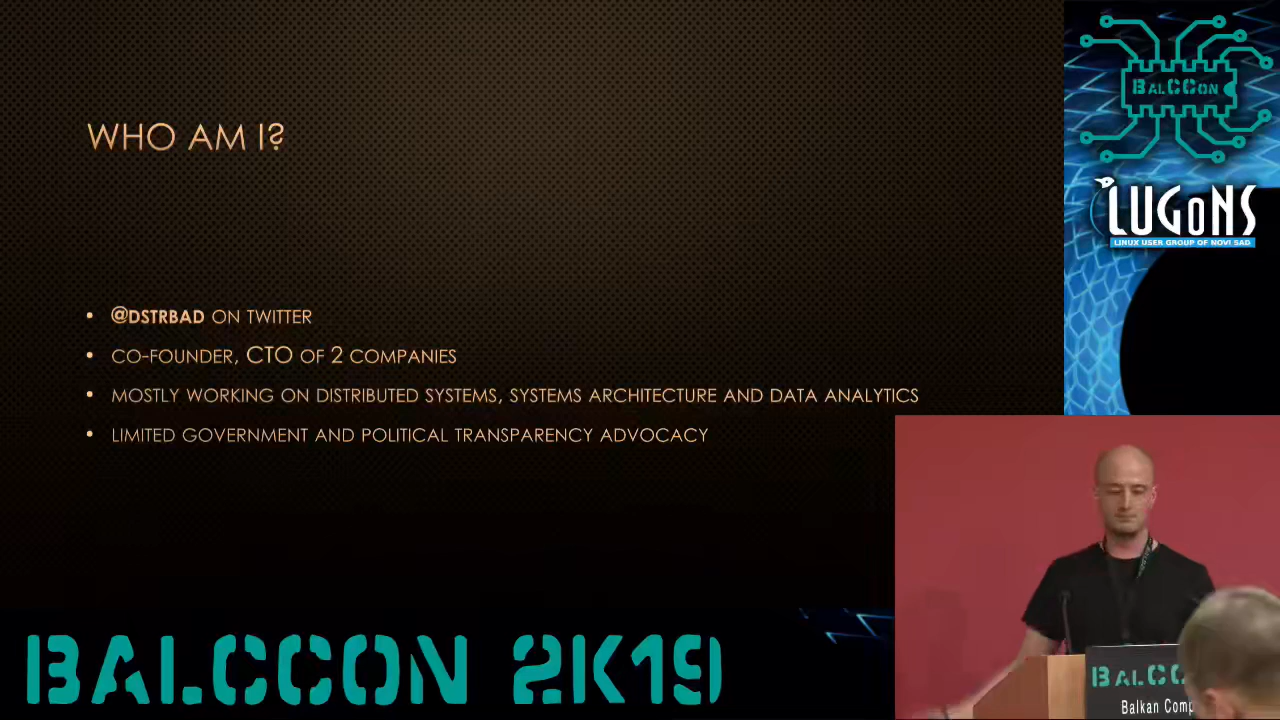 WHO AM I?
• @DSTRBAD ON TWITTER
• CO-FOUNDER, CTO OF 2 COMPANIES
• MOSTLY WORKING ON DISTRIBUTED SYSTEMS, SYSTEMS ARCHITECTURE AND DATA ANALYTICS
• LIMITED GOVERNMENT AND POLITICAL TRANSPARENCY ADVOCACY
BALCCON
LUGONS
LINUX USER GROUP OF NOVI SAD
BALCCON 2K19
BALCC
Balkan Comp